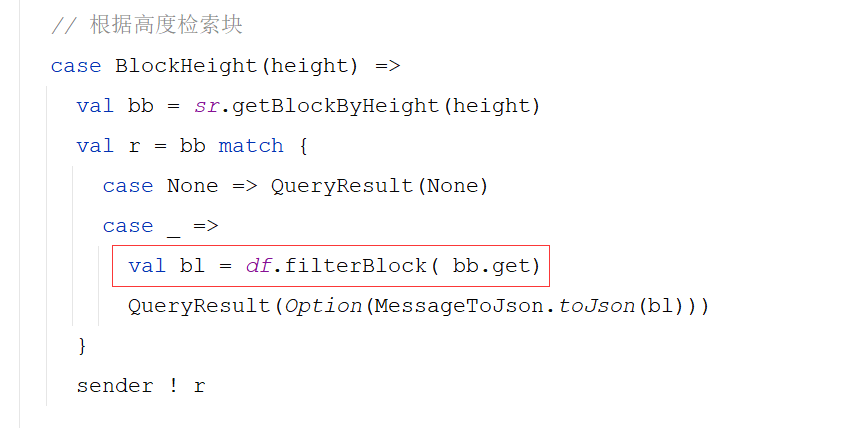 // 根据高度检索块
case BlockHeight(height) =>
val bb = sr.getBlockByHeight(height)
val r = bb match {
case None => QueryResult(None)
case _ =>
val bl = df.filterBlock( bb.get)
QueryResult(Option(MessageToJson.toJson(bl)))
}
sender ! r